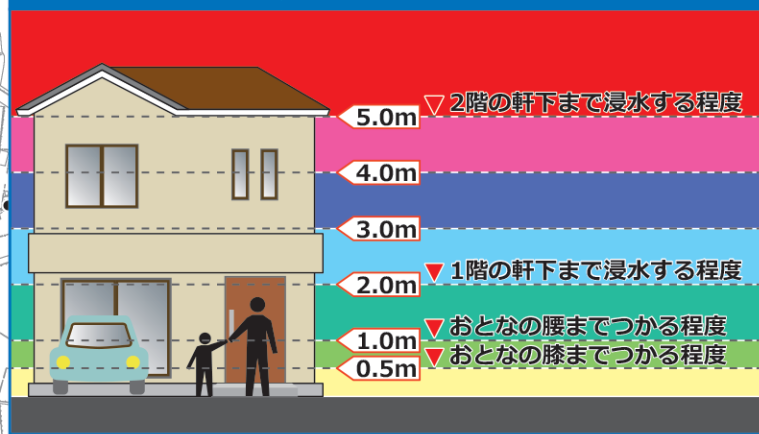 5.0m ▽ 2階の軒下まで浸水する程度
4.0m
3.0m
▼ 1階の軒下まで浸水する程度
2.0m
▼ おとなの腰までつかる程度
1.0m
▼ おとなの膝までつかる程度
0.5m